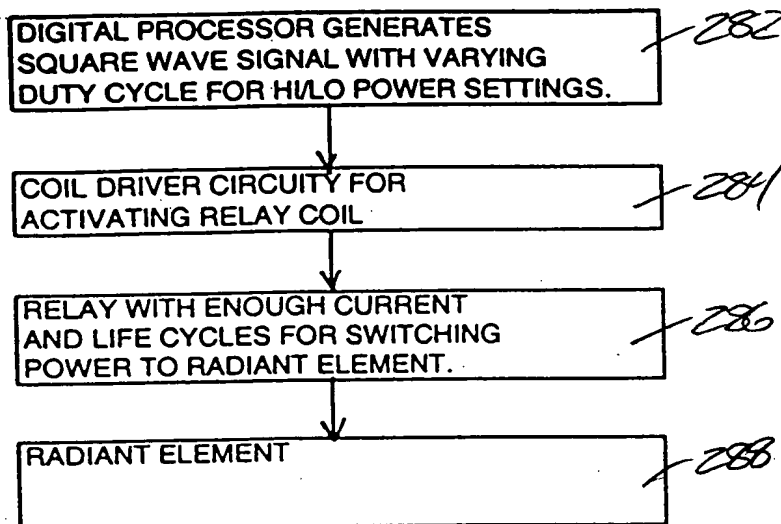 DIGITAL PROCESSOR GENERATES
SQUARE WAVE SIGNAL WITH VARYING
DUTY CYCLE FOR HI/LO POWER SETTINGS.
282
COIL DRIVER CIRCUITY FOR
ACTIVATING RELAY COIL
284
RELAY WITH ENOUGH CURRENT
AND LIFE CYCLES FOR SWITCHING
POWER TO RADIANT ELEMENT.
286
RADIANT ELEMENT
288